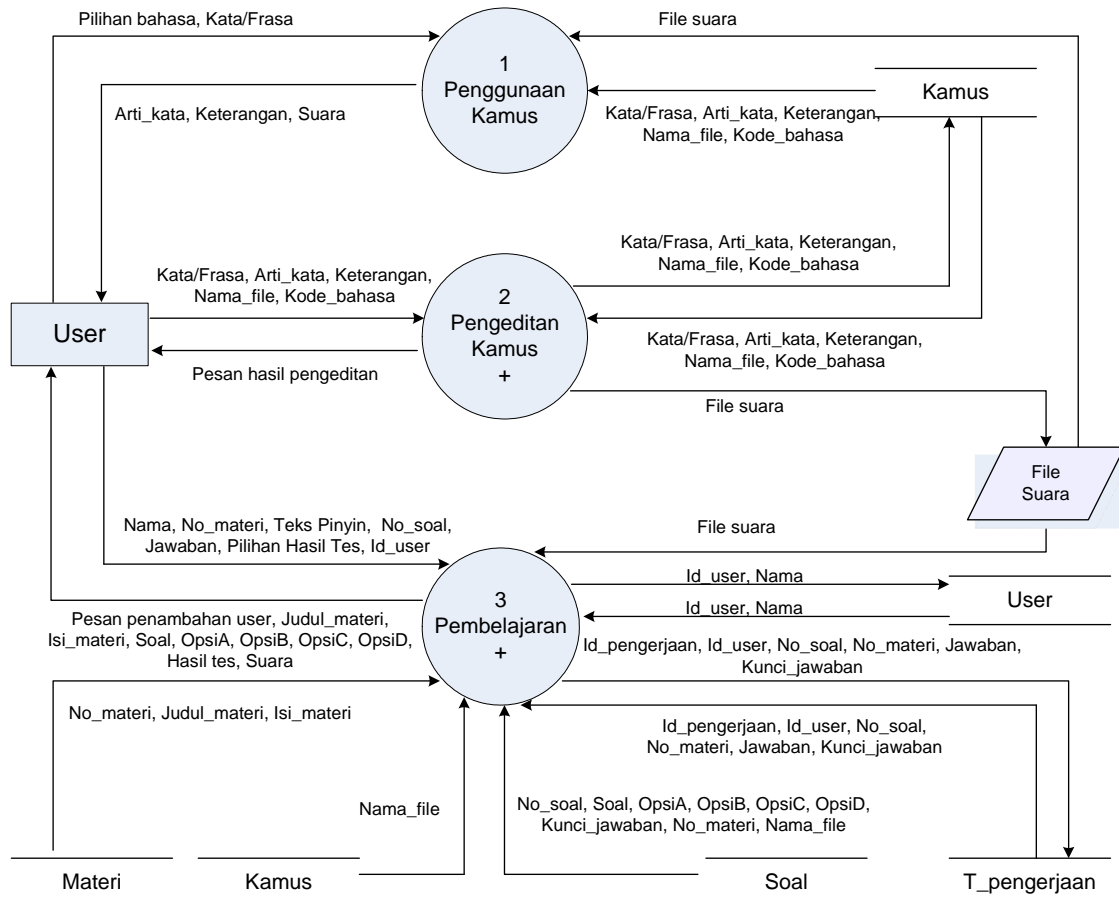 Pilihan bahasa, Kata/Frasa
File suara
1
Penggunaan
Kamus
Kamus
Arti_kata, Keterangan, Suara
Kata/Frasa, Arti_kata, Keterangan,
Nama_file, Kode_bahasa
Kata/Frasa, Arti_kata, Keterangan,
Nama_file, Kode_bahasa
Kata/Frasa, Arti_kata, Keterangan,
Nama_file, Kode_bahasa
2
Pengeditan
Kamus
+
User
Kata/Frasa, Arti_kata, Keterangan,
Nama_file, Kode_bahasa
Pesan hasil pengeditan
File suara
File
Suara
Nama, No_materi, Teks Pinyin, No_soal,
Jawaban, Pilihan Hasil Tes, Id_user
File suara
Id_user, Nama
User
3
Pembelajaran
+
Id_user, Nama
Pesan penambahan user, Judul_materi,
Isi_materi, Soal, OpsiA, OpsiB, OpsiC, OpsiD,
Hasil tes, Suara
Id_pengerjaan, Id_user, No_soal, No_materi, Jawaban,
Kunci_jawaban
No_materi, Judul_materi, Isi_materi
Id_pengerjaan, Id_user, No_soal,
No_materi, Jawaban, Kunci_jawaban
Nama_file
No_soal, Soal, OpsiA, OpsiB, OpsiC, OpsiD,
Kunci_jawaban, No_materi, Nama_file
Materi
Kamus
Soal
T_pengerjaan